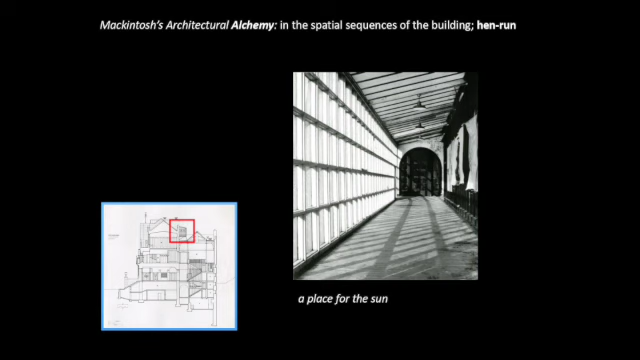 Mackintosh's Architectural Alchemy: in the spatial sequences of the building; hen-run
a place for the sun